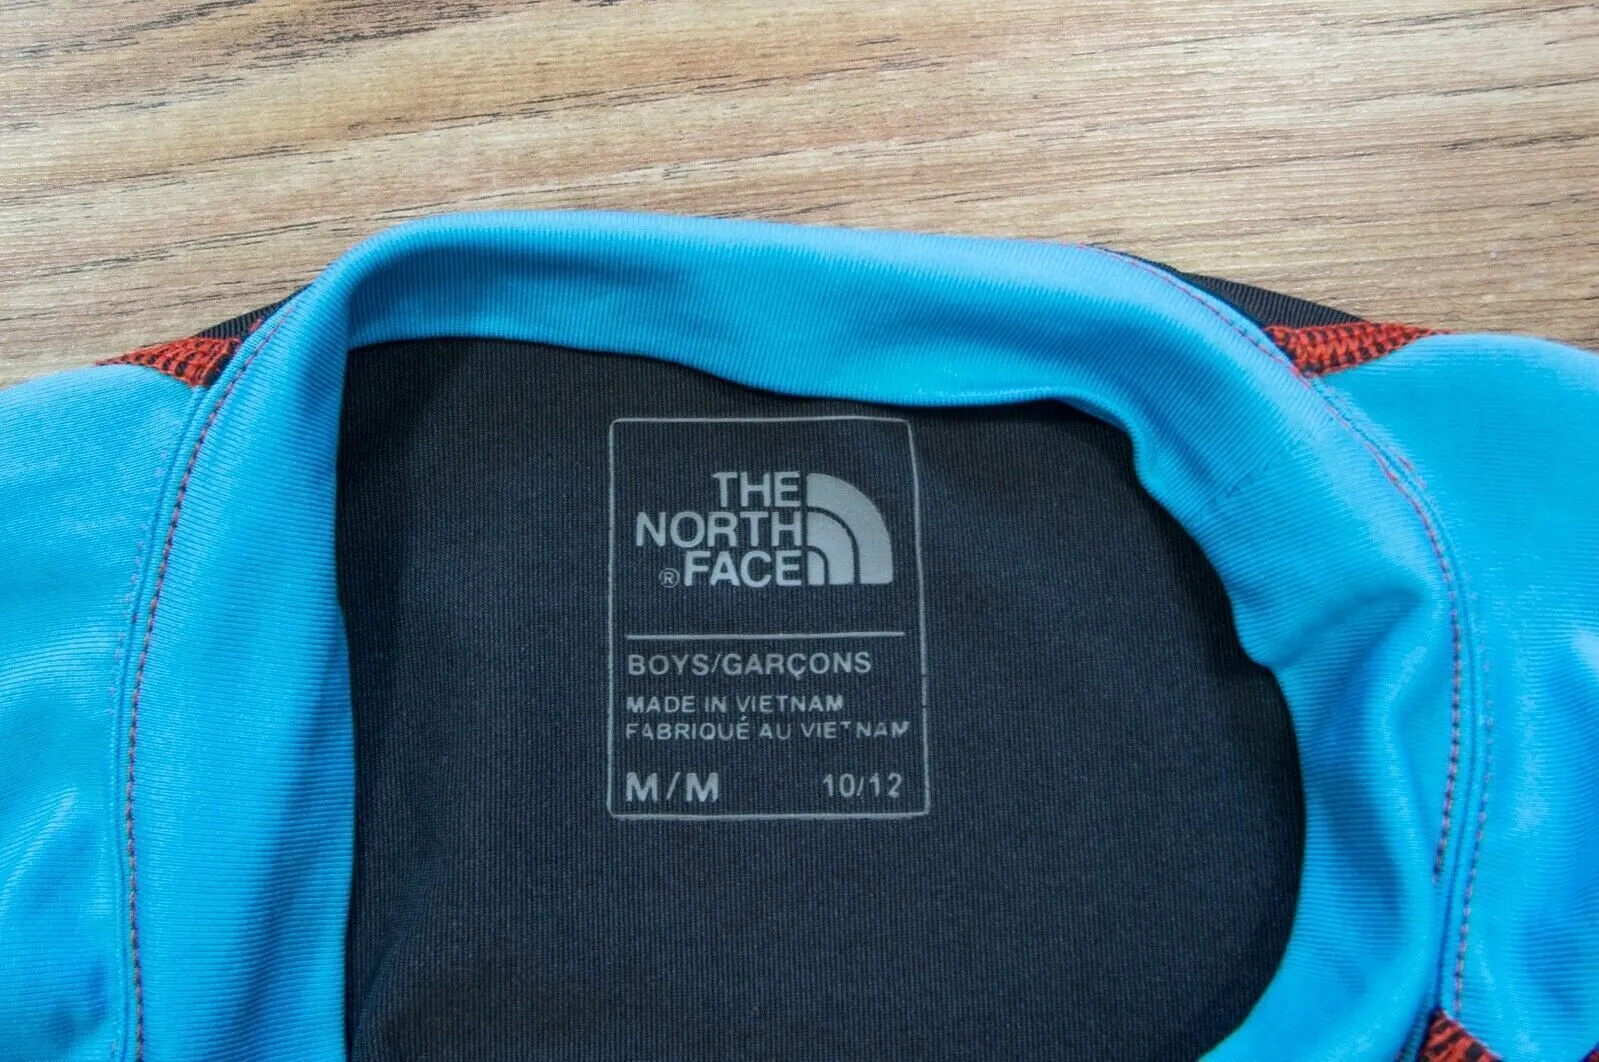 THE
NORTH
® FACE
BOYS/GARÇONS
MADE IN VIETNAM
FABRIQUÉ AU VIETNAM
M/M 10/12